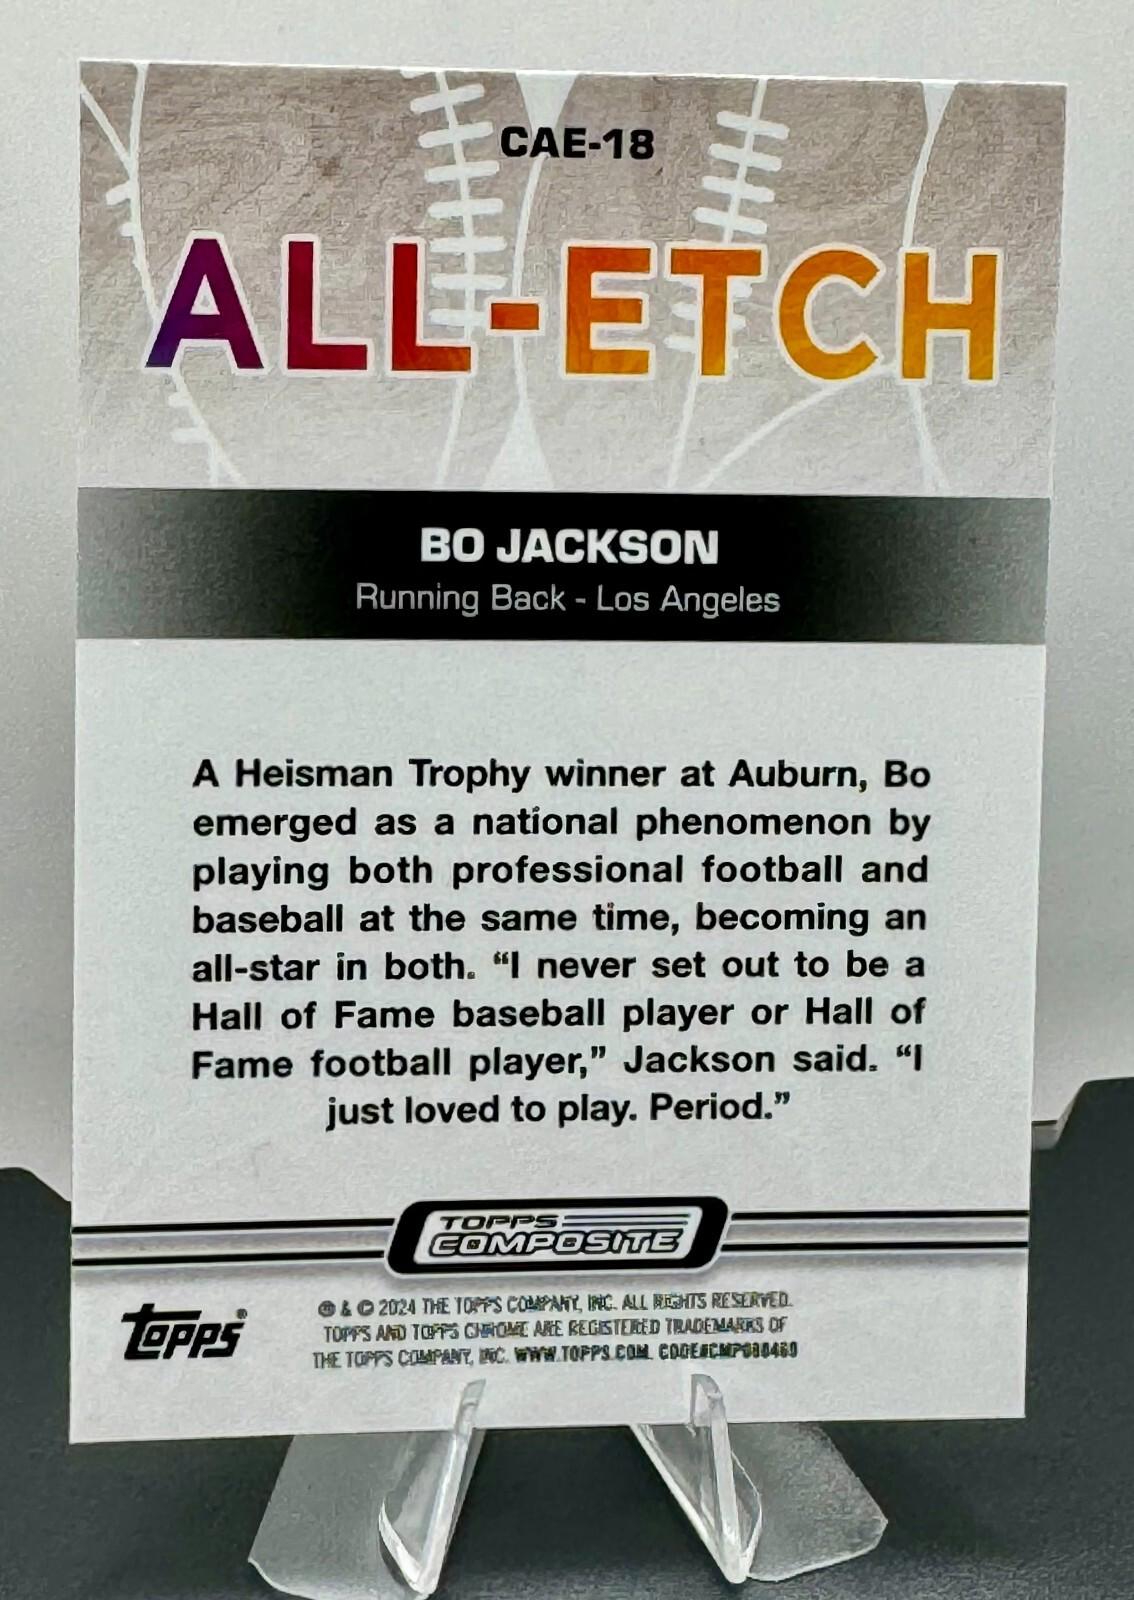 CAE-18
ALL-ETCH
BO JACKSON
Running Back - Los Angeles
A Heisman Trophy winner at Auburn, Bo
emerged as a national phenomenon by
playing both professional football and
baseball at the same time, becoming an
all-star in both. “I never set out to be a
Hall of Fame baseball player or Hall of
Fame football player,” Jackson said. “I
just loved to play. Period.”
TOPPS
COMPOSITE
Topps®
® & © 2024 THE TOPPS COMPANY, INC. ALL RIGHTS RESERVED.
TOPPS AND TOPPS CHROME ARE REGISTERED TRADEMARKS OF
THE TOPPS COMPANY, INC. WWW.TOPPS.COM.